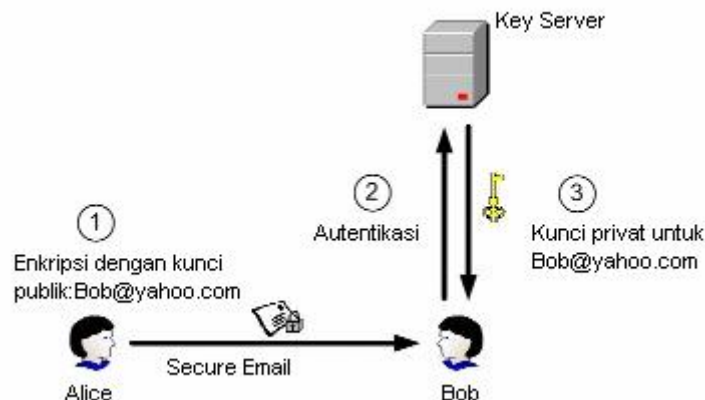 Key Server
1
Enkripsi dengan kunci
publik:Bob@yahoo.com
2
Autentikasi
3
Kunci privat untuk
Bob@yahoo.com
Secure Email
Alice
Bob